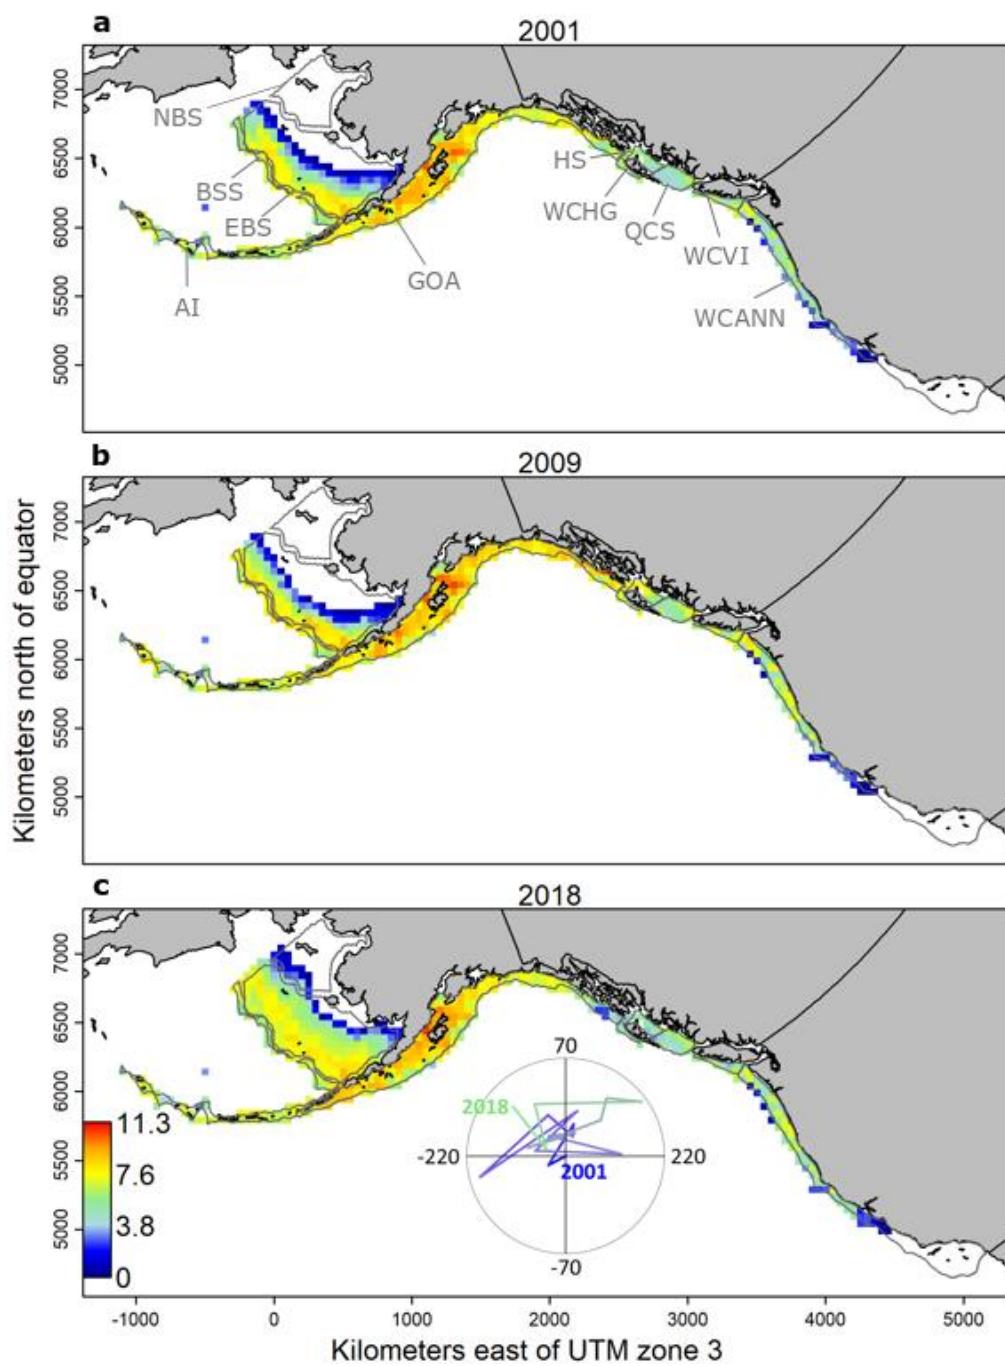 a
2001
7000
6500
6000
5500
5000
NBS
BSS
EBS
AI
GOA
HS
WCHG
QCS
WCVI
WCANN
b
2009
7000
6500
6000
5500
5000
Kilometers north of equator
c
2018
7000
6500
6000
5500
5000
11.3
7.6
3.8
0
70
2018
-220
220
2001
-70
-1000 0 1000 2000 3000 4000 5000
Kilometers east of UTM zone 3